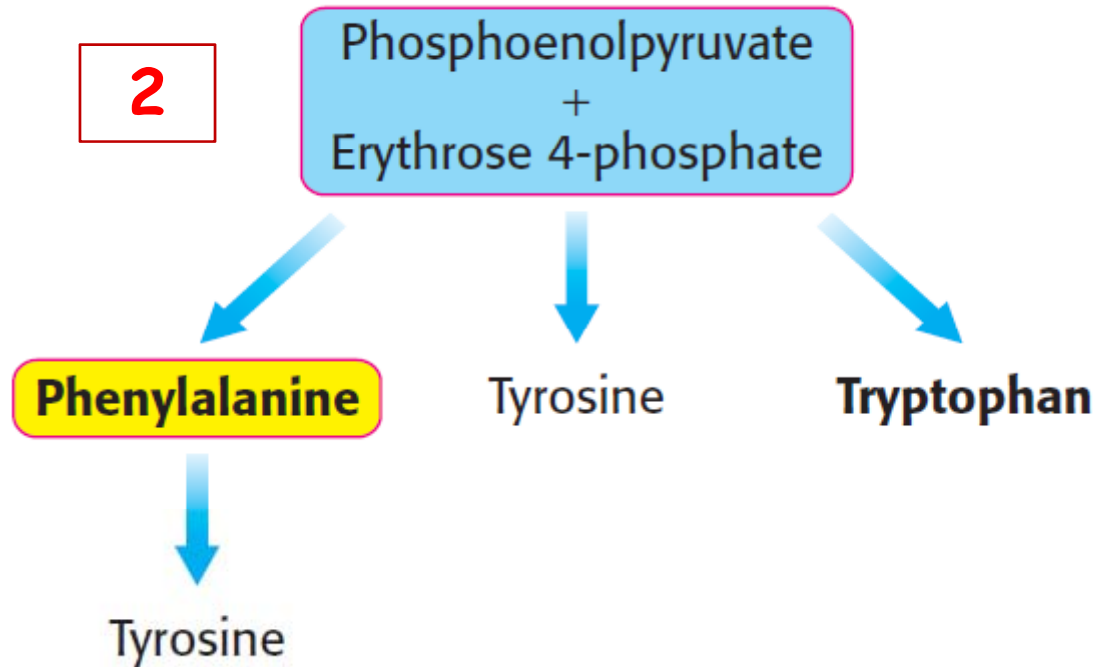 2
Phosphoenolpyruvate
+
Erythrose 4-phosphate
Phenylalanine
Tyrosine
Tryptophan
Tyrosine